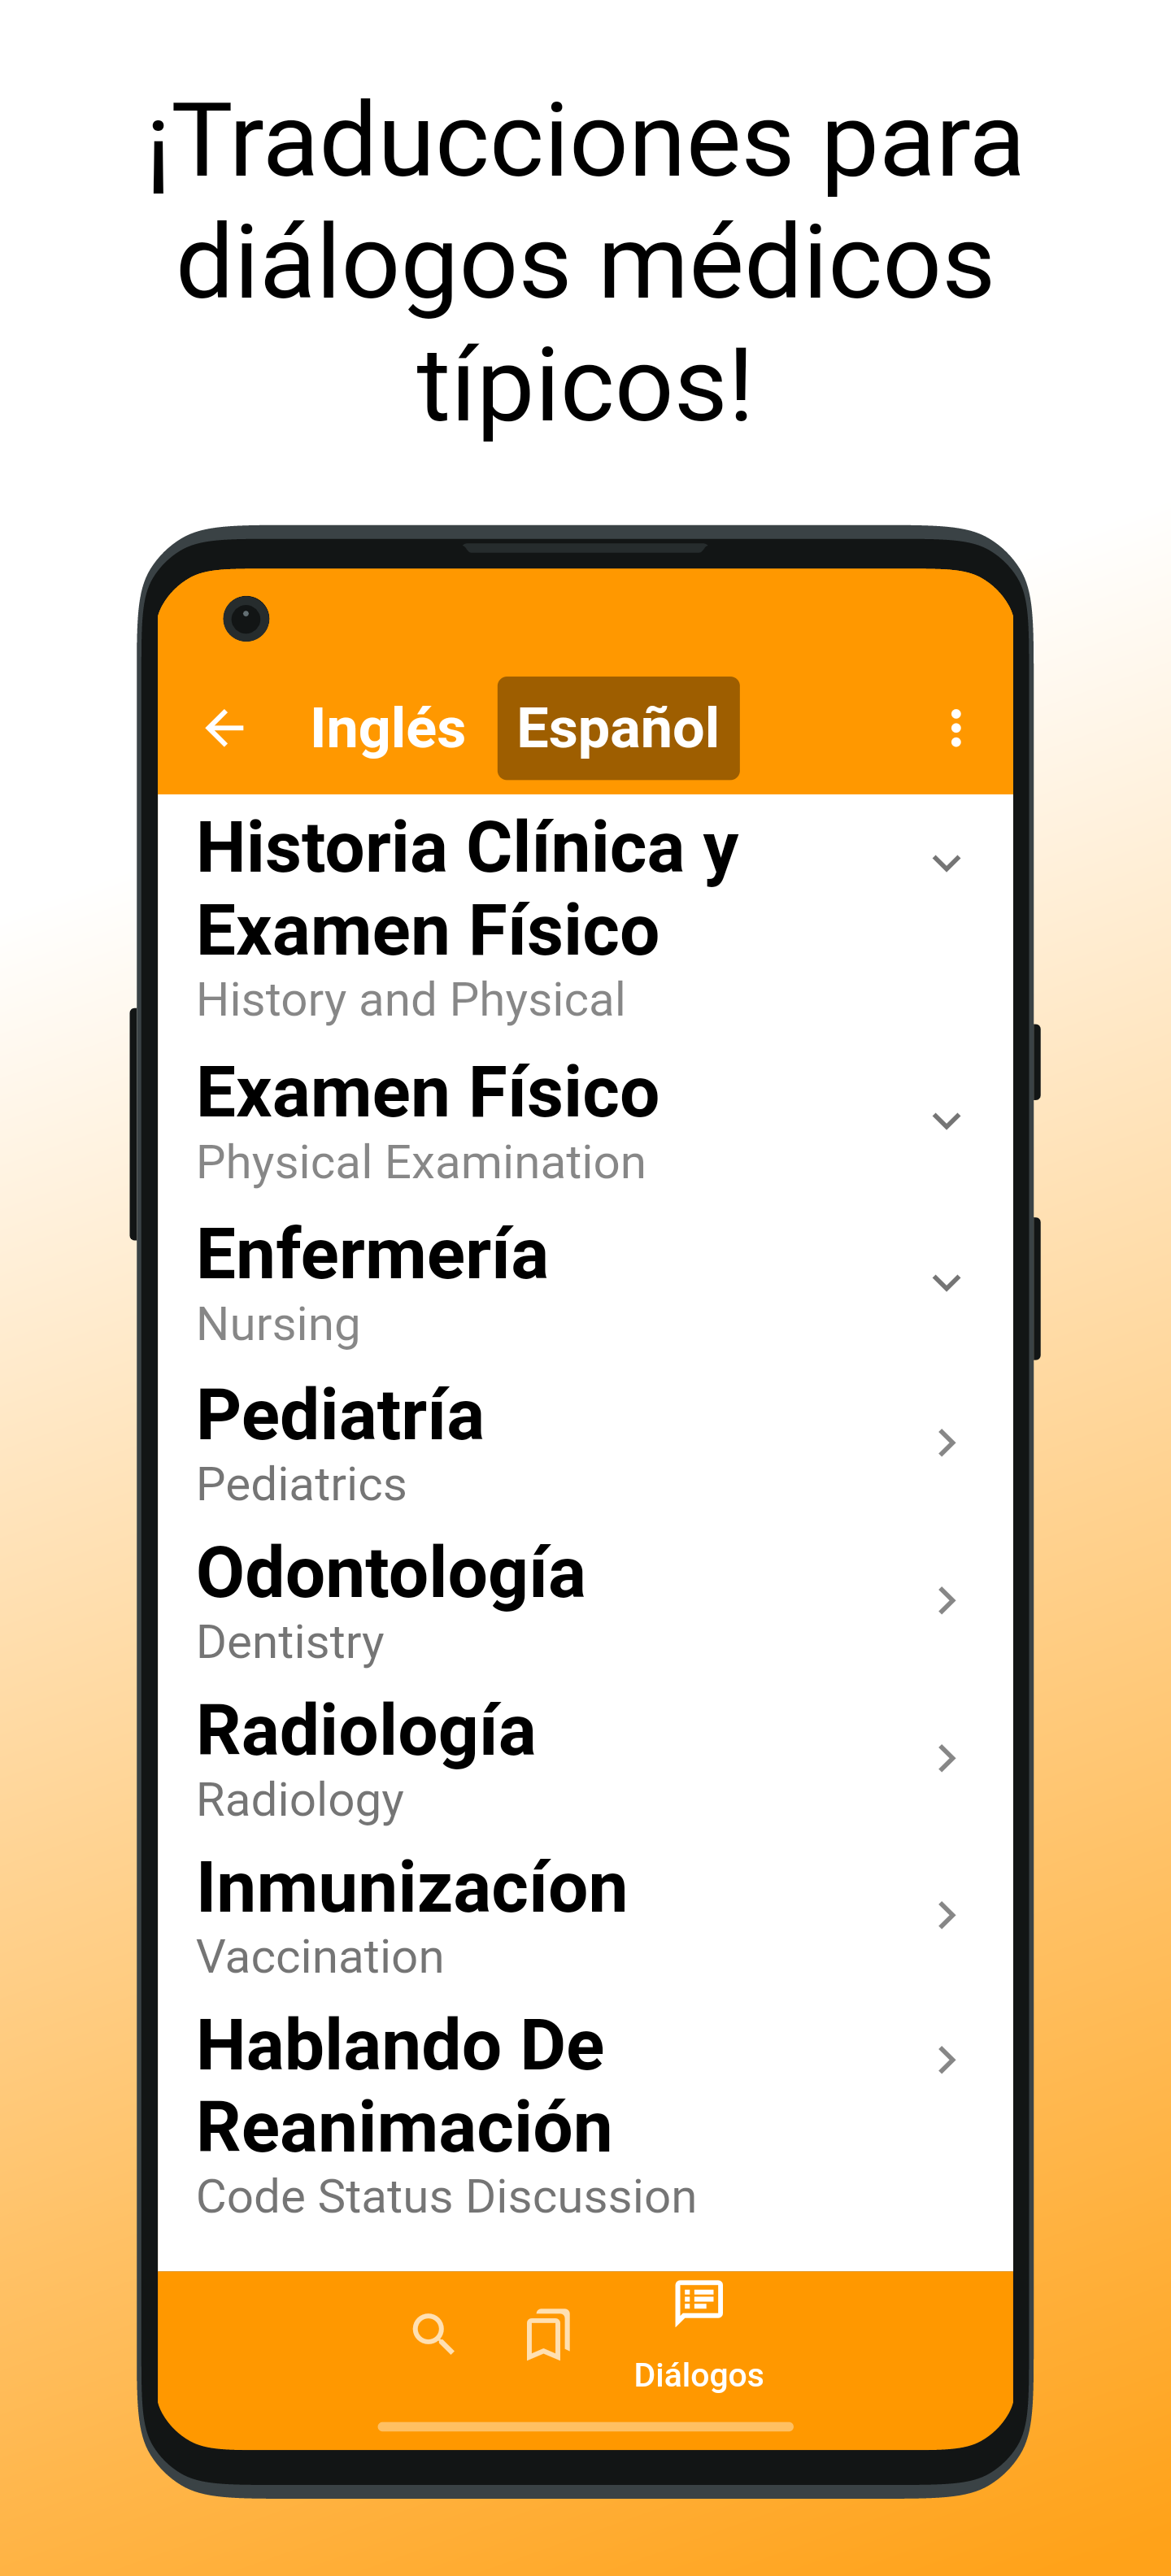 ¡Traducciones para
diálogos médicos
típicos!
Inglés Español
Historia Clínica y
Examen Físico
History and Physical
Examen Físico
Physical Examination
Enfermería
Nursing
Pediatría
Pediatrics
Odontología
Dentistry
Radiología
Radiology
Inmunizacíon
Vaccination
Hablando De
Reanimación
Code Status Discussion
Diálogos